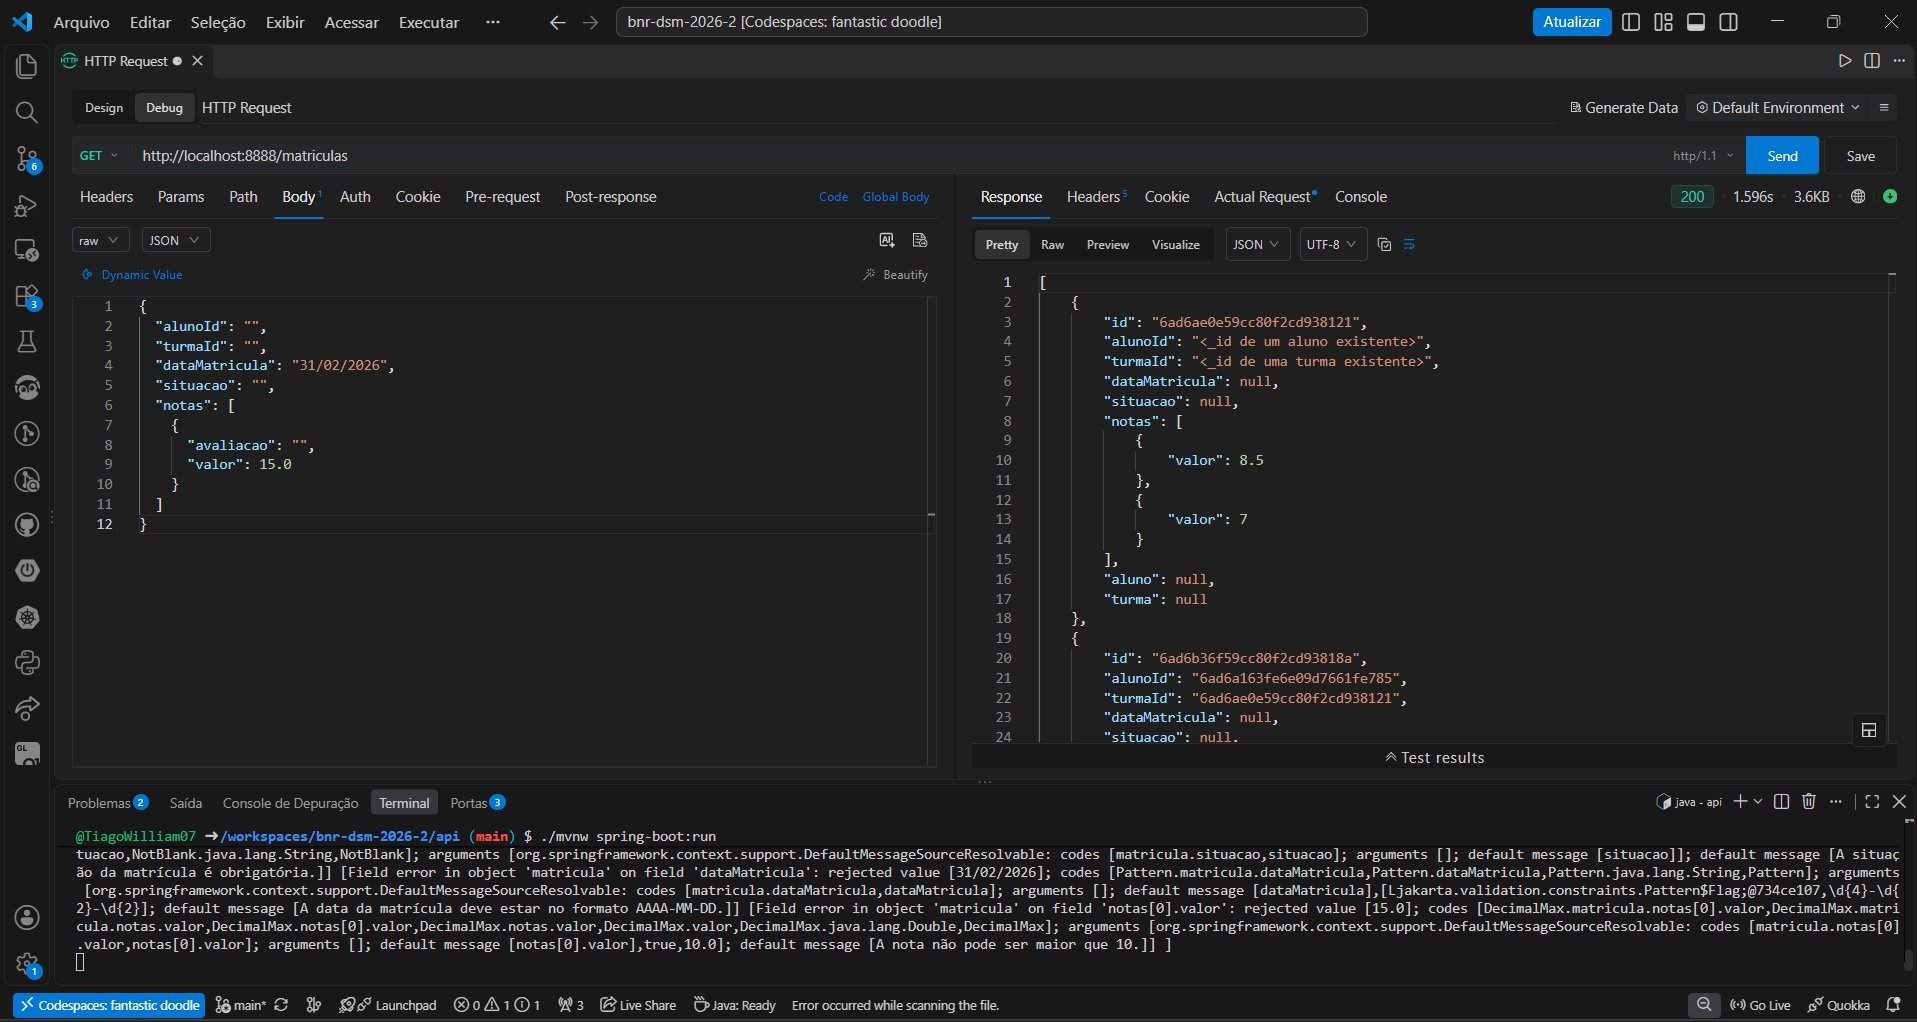 Arquivo Editar Seleção Exibir Acessar Executar ··· bnr-dsm-2026-2 [Codespaces: fantastic doodle] Atualizar
HTTP Request
Design Debug HTTP Request Generate Data Default Environment
GET http://localhost:8888/matriculas http/1.1 Send Save
Headers Params Path Body 1 Auth Cookie Pre-request Post-response Code Global Body
Response Headers 5 Cookie Actual Request Console 200 1.596s 3.6KB
raw JSON
Pretty Raw Preview Visualize JSON UTF-8
Dynamic Value Beautify
1 {
2 "alunoId": "",
3 "turmaId": "",
4 "dataMatricula": "31/02/2026",
5 "situacao": "",
6 "notas": [
7 {
8 "avaliacao": "",
9 "valor": 15.0
10 }
11 ]
12 }
1 [
2 {
3 "id": "6ad6ae0e59cc80f2cd938121",
4 "alunoId": "<_id de um aluno existente>",
5 "turmaId": "<_id de uma turma existente>",
6 "dataMatricula": null,
7 "situacao": null,
8 "notas": [
9 {
10 "valor": 8.5
11 },
12 {
13 "valor": 7
14 }
15 ],
16 "aluno": null,
17 "turma": null
18 },
19 {
20 "id": "6ad6b36f59cc80f2cd93818a",
21 "alunoId": "6ad6a163fe6e09d7661fe785",
22 "turmaId": "6ad6ae0e59cc80f2cd938121",
23 "dataMatricula": null,
24 "situacao": null,
Test results
Problemas 2 Saída Console de Depuração Terminal Portas 3 java - api
@TiagoWilliam07 ➜/workspaces/bnr-dsm-2026-2/api (main) $ ./mvnw spring-boot:run
tuacao,NotBlank.java.lang.String,NotBlank]; arguments [org.springframework.context.support.DefaultMessageSourceResolvable: codes [matricula.situacao,situacao]; arguments []; default message [situacao]]; default message [A situaç
ão da matrícula é obrigatória.]] [Field error in object 'matricula' on field 'dataMatricula': rejected value [31/02/2026]; codes [Pattern.matricula.dataMatricula,Pattern.dataMatricula,Pattern.java.lang.String,Pattern]; arguments
[org.springframework.context.support.DefaultMessageSourceResolvable: codes [matricula.dataMatricula,dataMatricula]; arguments []; default message [dataMatricula],[Ljakarta.validation.constraints.Pattern$Flag;@734ce107,\d{4}-\d{
2}-\d{2}]; default message [A data da matrícula deve estar no formato AAAA-MM-DD.]] [Field error in object 'matricula' on field 'notas[0].valor': rejected value [15.0]; codes [DecimalMax.matricula.notas[0].valor,DecimalMax.matri
cula.notas.valor,DecimalMax.notas[0].valor,DecimalMax.notas.valor,DecimalMax.valor,DecimalMax.java.lang.Double,DecimalMax]; arguments [org.springframework.context.support.DefaultMessageSourceResolvable: codes [matricula.notas[0]
.valor,notas[0].valor]; arguments []; default message [notas[0].valor],true,10.0]; default message [A nota não pode ser maior que 10.]] ]
Codespaces: fantastic doodle main* Launchpad 0 1 1 3 Live Share Java: Ready Error occurred while scanning the file. Go Live Quokka